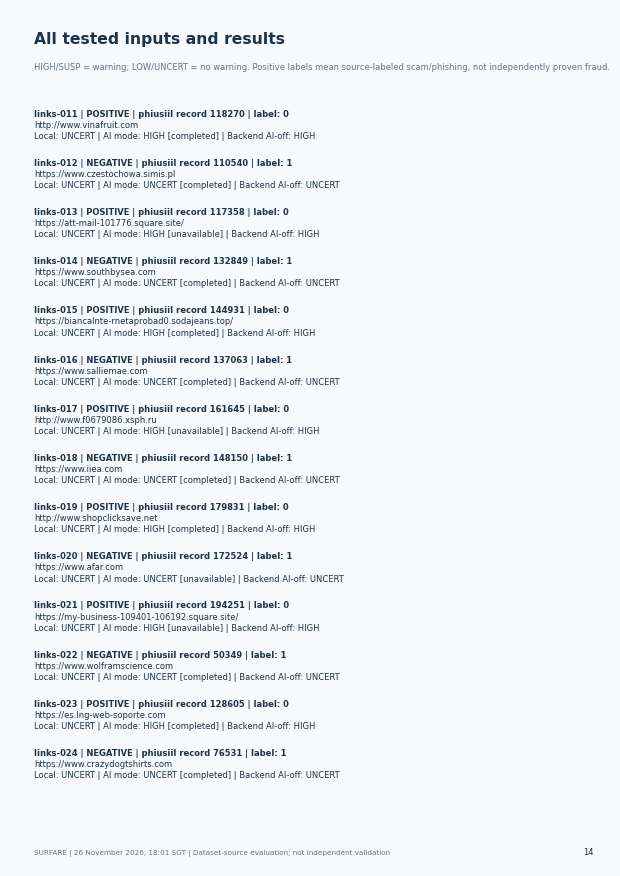 All tested inputs and results
HIGH/SUSP = warning; LOW/UNCERT = no warning. Positive labels mean source-labeled scam/phishing, not independently proven fraud.
links-011 | POSITIVE | phiusiil record 118270 | label: 0
http://www.vinafruit.com
Local: UNCERT | AI mode: HIGH [completed] | Backend AI-off: HIGH
links-012 | NEGATIVE | phiusiil record 110540 | label: 1
https://www.czestochowa.simis.pl
Local: UNCERT | AI mode: UNCERT [completed] | Backend AI-off: UNCERT
links-013 | POSITIVE | phiusiil record 117358 | label: 0
https://att-mail-101776.square.site/
Local: UNCERT | AI mode: HIGH [unavailable] | Backend AI-off: HIGH
links-014 | NEGATIVE | phiusiil record 132849 | label: 1
https://www.southbysea.com
Local: UNCERT | AI mode: UNCERT [completed] | Backend AI-off: UNCERT
links-015 | POSITIVE | phiusiil record 144931 | label: 0
https://biancalnte-rnetaprobad0.sodajeans.top/
Local: UNCERT | AI mode: HIGH [completed] | Backend AI-off: HIGH
links-016 | NEGATIVE | phiusiil record 137063 | label: 1
https://www.salliemae.com
Local: UNCERT | AI mode: UNCERT [completed] | Backend AI-off: UNCERT
links-017 | POSITIVE | phiusiil record 161645 | label: 0
http://www.f0679086.xsph.ru
Local: UNCERT | AI mode: HIGH [unavailable] | Backend AI-off: HIGH
links-018 | NEGATIVE | phiusiil record 148150 | label: 1
https://www.iiea.com
Local: UNCERT | AI mode: UNCERT [completed] | Backend AI-off: UNCERT
links-019 | POSITIVE | phiusiil record 179831 | label: 0
http://www.shopclicksave.net
Local: UNCERT | AI mode: HIGH [completed] | Backend AI-off: HIGH
links-020 | NEGATIVE | phiusiil record 172524 | label: 1
https://www.afar.com
Local: UNCERT | AI mode: UNCERT [unavailable] | Backend AI-off: UNCERT
links-021 | POSITIVE | phiusiil record 194251 | label: 0
https://my-business-109401-106192.square.site/
Local: UNCERT | AI mode: HIGH [unavailable] | Backend AI-off: HIGH
links-022 | NEGATIVE | phiusiil record 50349 | label: 1
https://www.wolframscience.com
Local: UNCERT | AI mode: UNCERT [completed] | Backend AI-off: UNCERT
links-023 | POSITIVE | phiusiil record 128605 | label: 0
https://es.lng-web-soporte.com
Local: UNCERT | AI mode: HIGH [completed] | Backend AI-off: HIGH
links-024 | NEGATIVE | phiusiil record 76531 | label: 1
https://www.crazydogtshirts.com
Local: UNCERT | AI mode: UNCERT [completed] | Backend AI-off: UNCERT
SURFARE | 26 November 2026, 18:01 SGT | Dataset-source evaluation; not independent validation
14